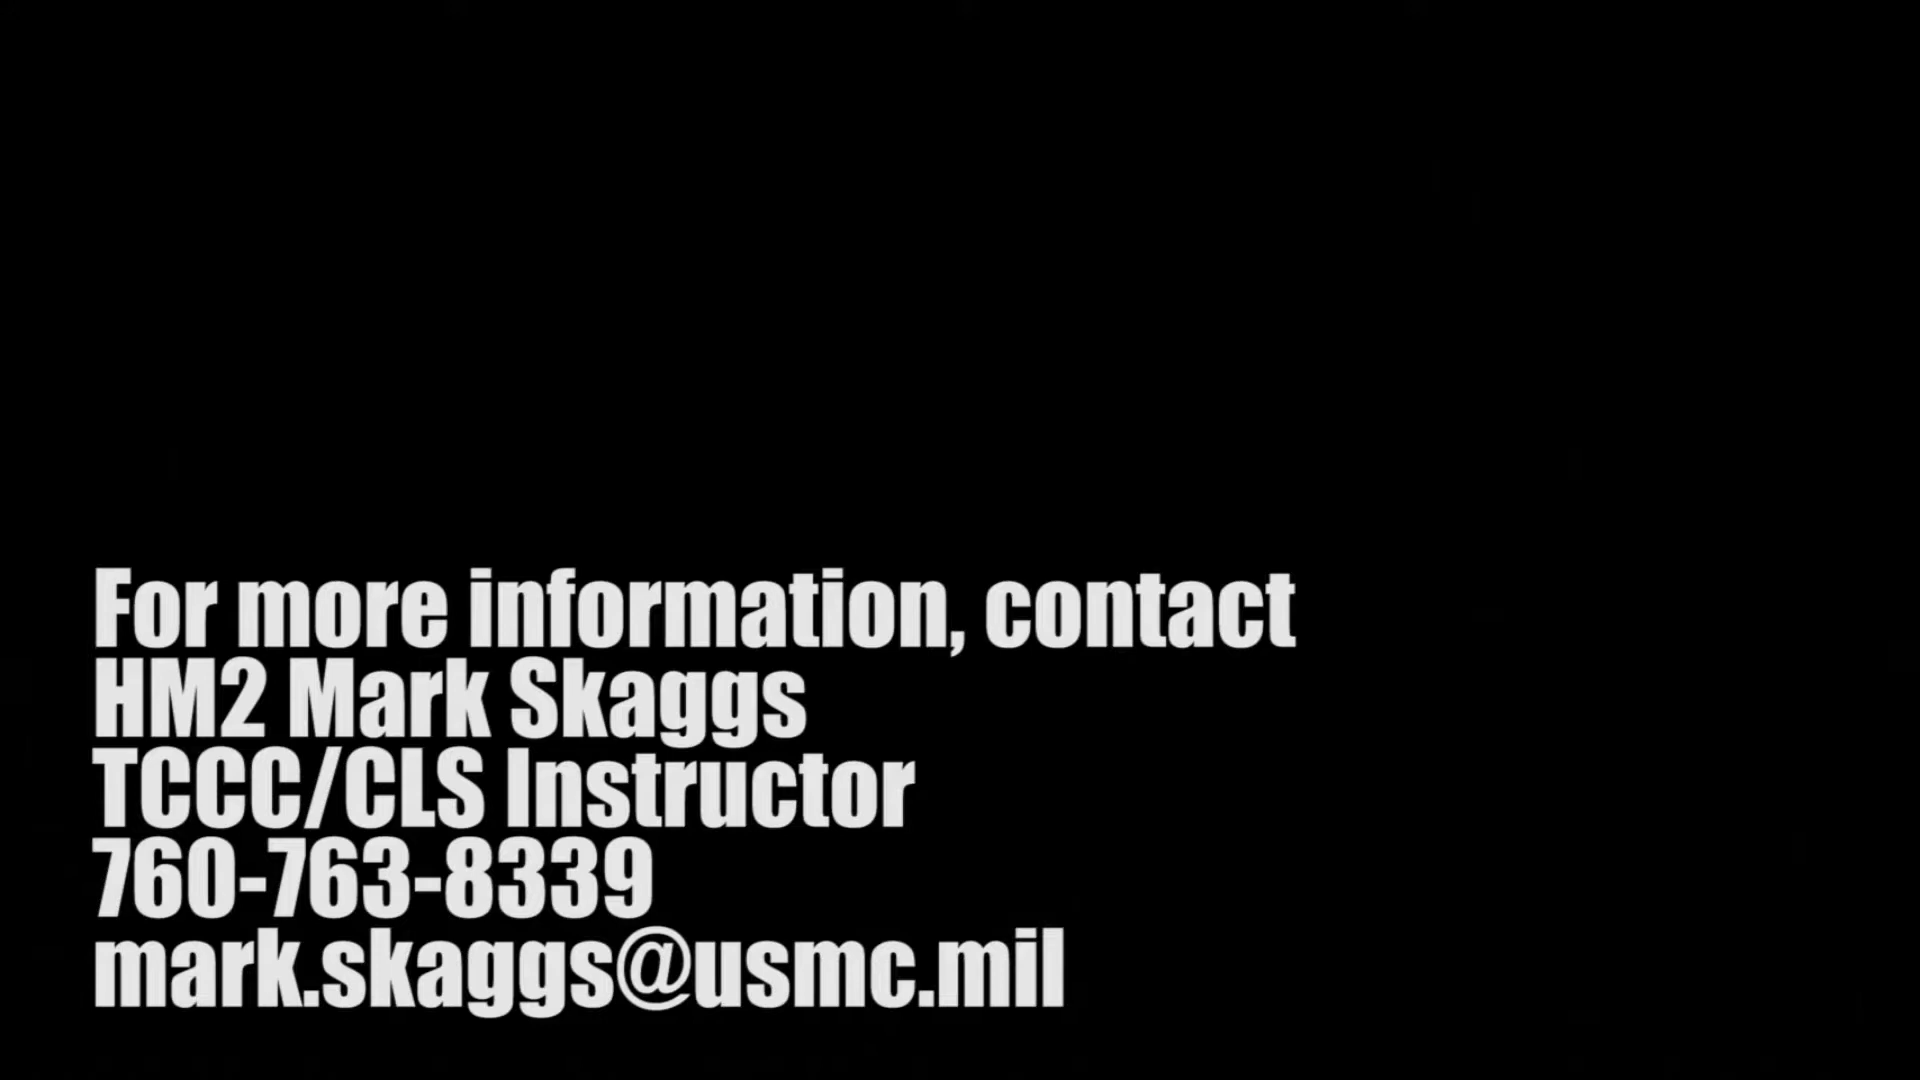 For more information, contact
HM2 Mark Skaggs
TCCC/CLS Instructor
760-763-8339
mark.skaggs@usmc.mil